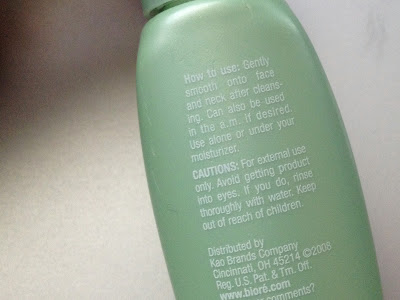 How to use: Gently
smooth onto face
and neck after cleans-
ing. Can also be used
in the a.m. if desired.
Use alone or under your
moisturizer.
CAUTIONS: For external use
only. Avoid getting product
into eyes. If you do, rinse
thoroughly with water. Keep
out of reach of children.
Distributed by
Kao Brands Company
Cincinnati, OH 45214 ©2008
Reg. U.S. Pat. & Tm. Off.
www.bioré.com
comments?